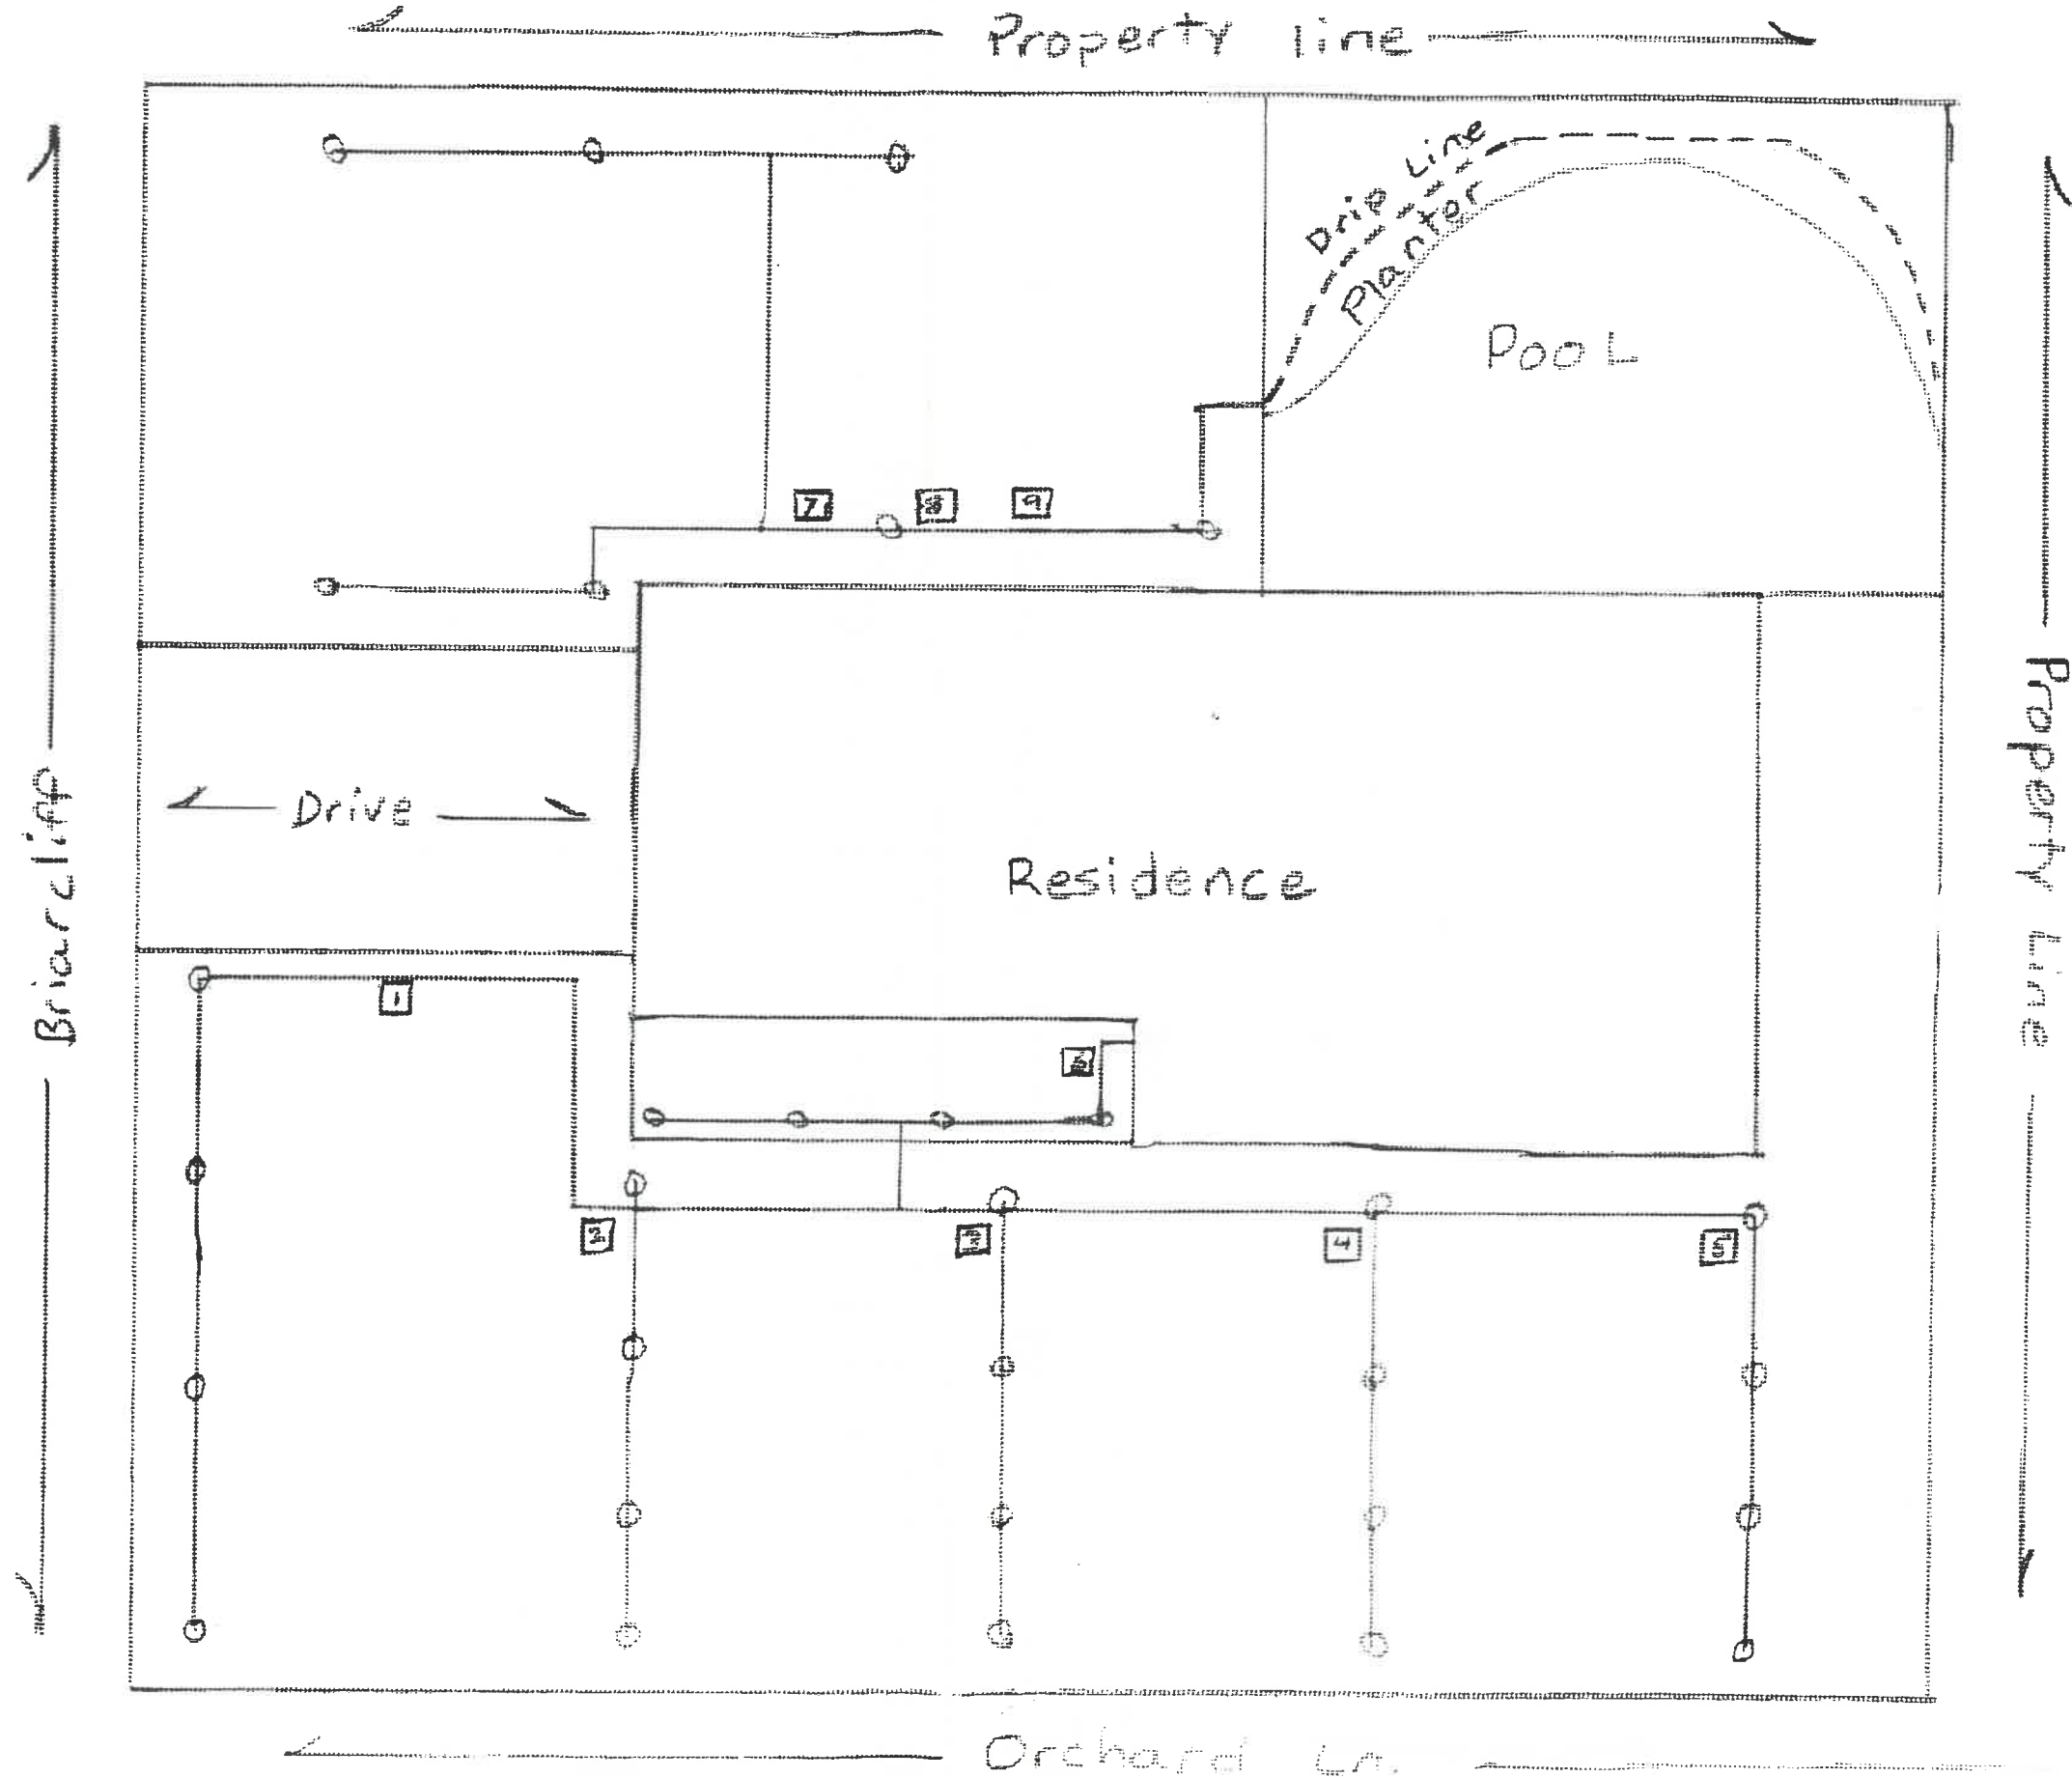 Property line
Drip Line
Planter
Pool
7
8
9
Briarcliff
Property Line
Drive
Residence
1
6
2
3
4
5
Orchard Ln.